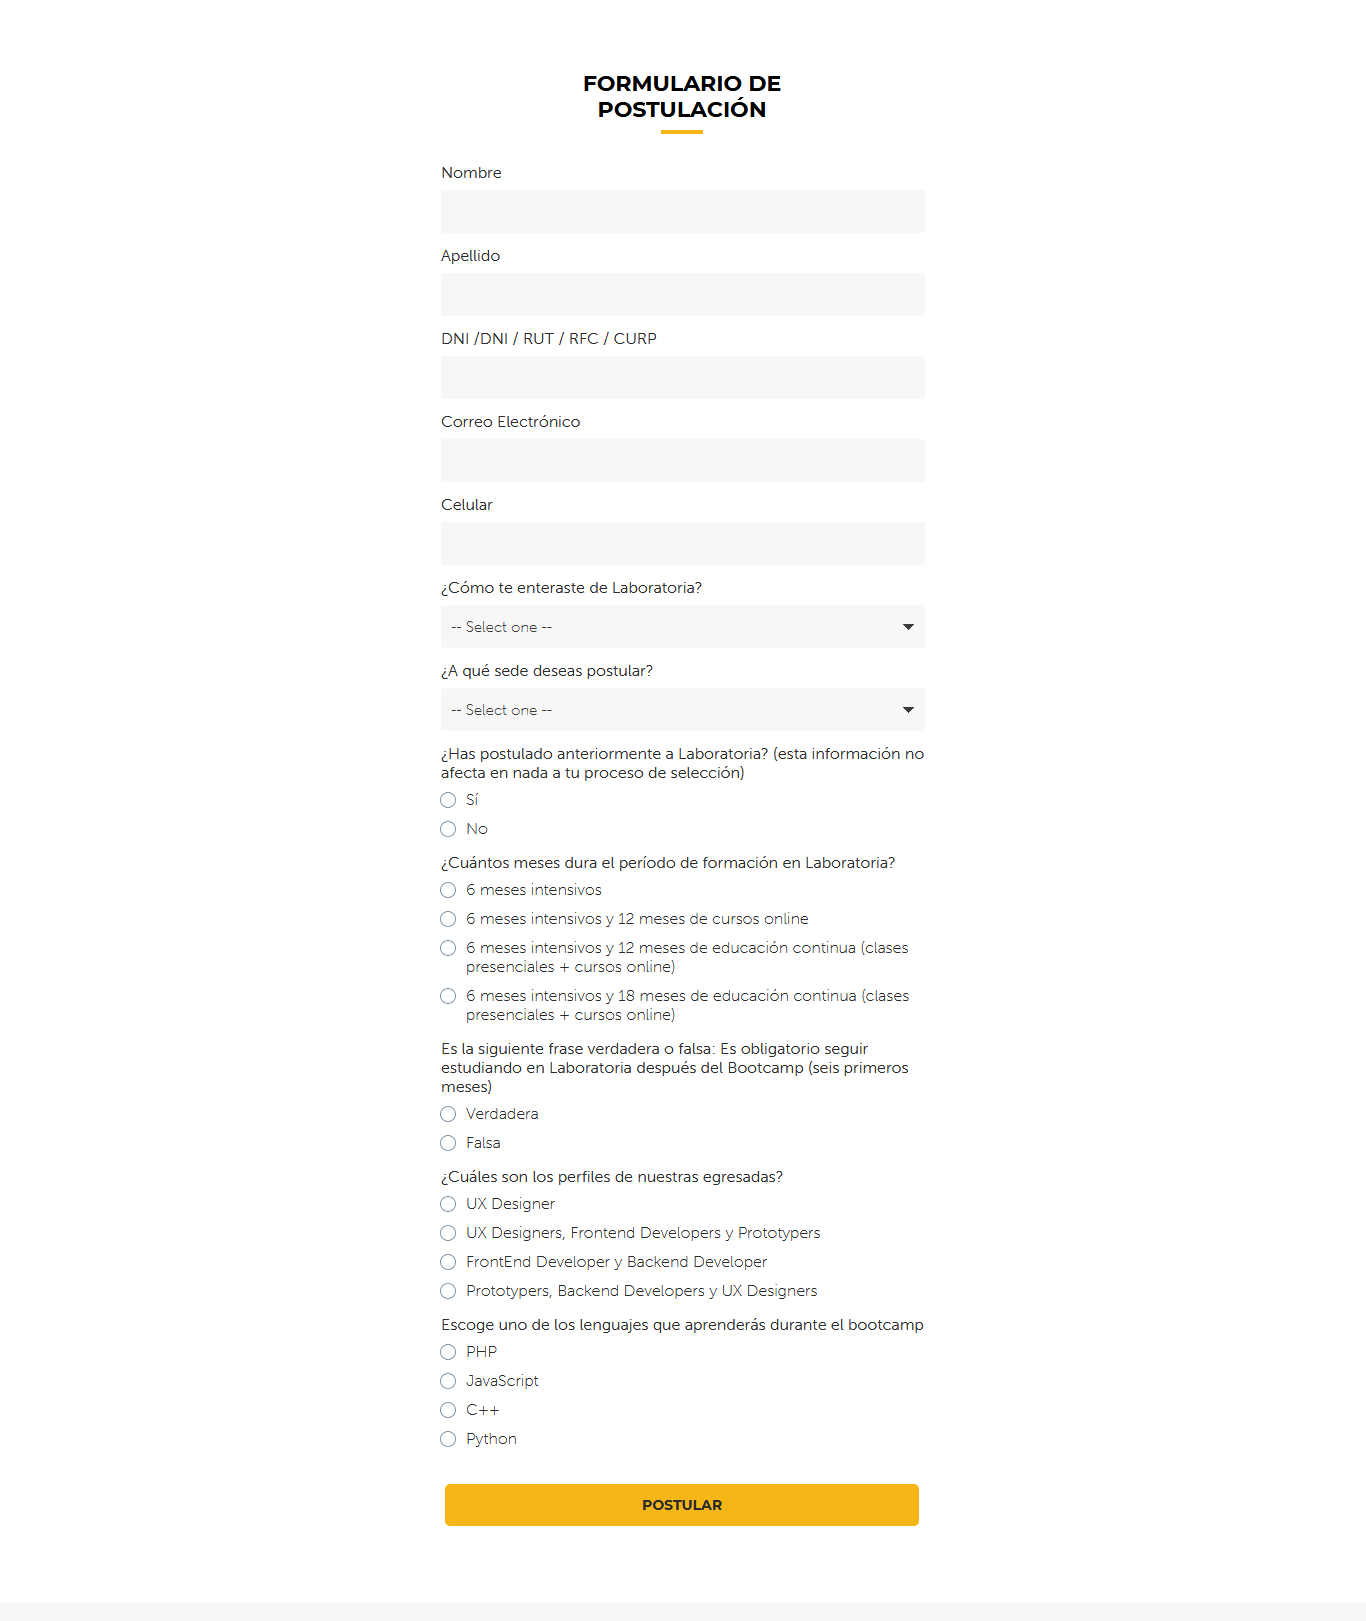 FORMULARIO DE
POSTULACIÓN
Nombre
Apellido
DNI /DNI / RUT / RFC / CURP
Correo Electrónico
Celular
¿Cómo te enteraste de Laboratoria?
-- Select one --
¿A qué sede deseas postular?
-- Select one --
¿Has postulado anteriormente a Laboratoria? (esta información no
afecta en nada a tu proceso de selección)
Sí
No
¿Cuántos meses dura el período de formación en Laboratoria?
6 meses intensivos
6 meses intensivos y 12 meses de cursos online
6 meses intensivos y 12 meses de educación continua (clases
presenciales + cursos online)
6 meses intensivos y 18 meses de educación continua (clases
presenciales + cursos online)
Es la siguiente frase verdadera o falsa: Es obligatorio seguir
estudiando en Laboratoria después del Bootcamp (seis primeros
meses)
Verdadera
Falsa
¿Cuáles son los perfiles de nuestras egresadas?
UX Designer
UX Designers, Frontend Developers y Prototypers
FrontEnd Developer y Backend Developer
Prototypers, Backend Developers y UX Designers
Escoge uno de los lenguajes que aprenderás durante el bootcamp
PHP
JavaScript
C++
Python
POSTULAR